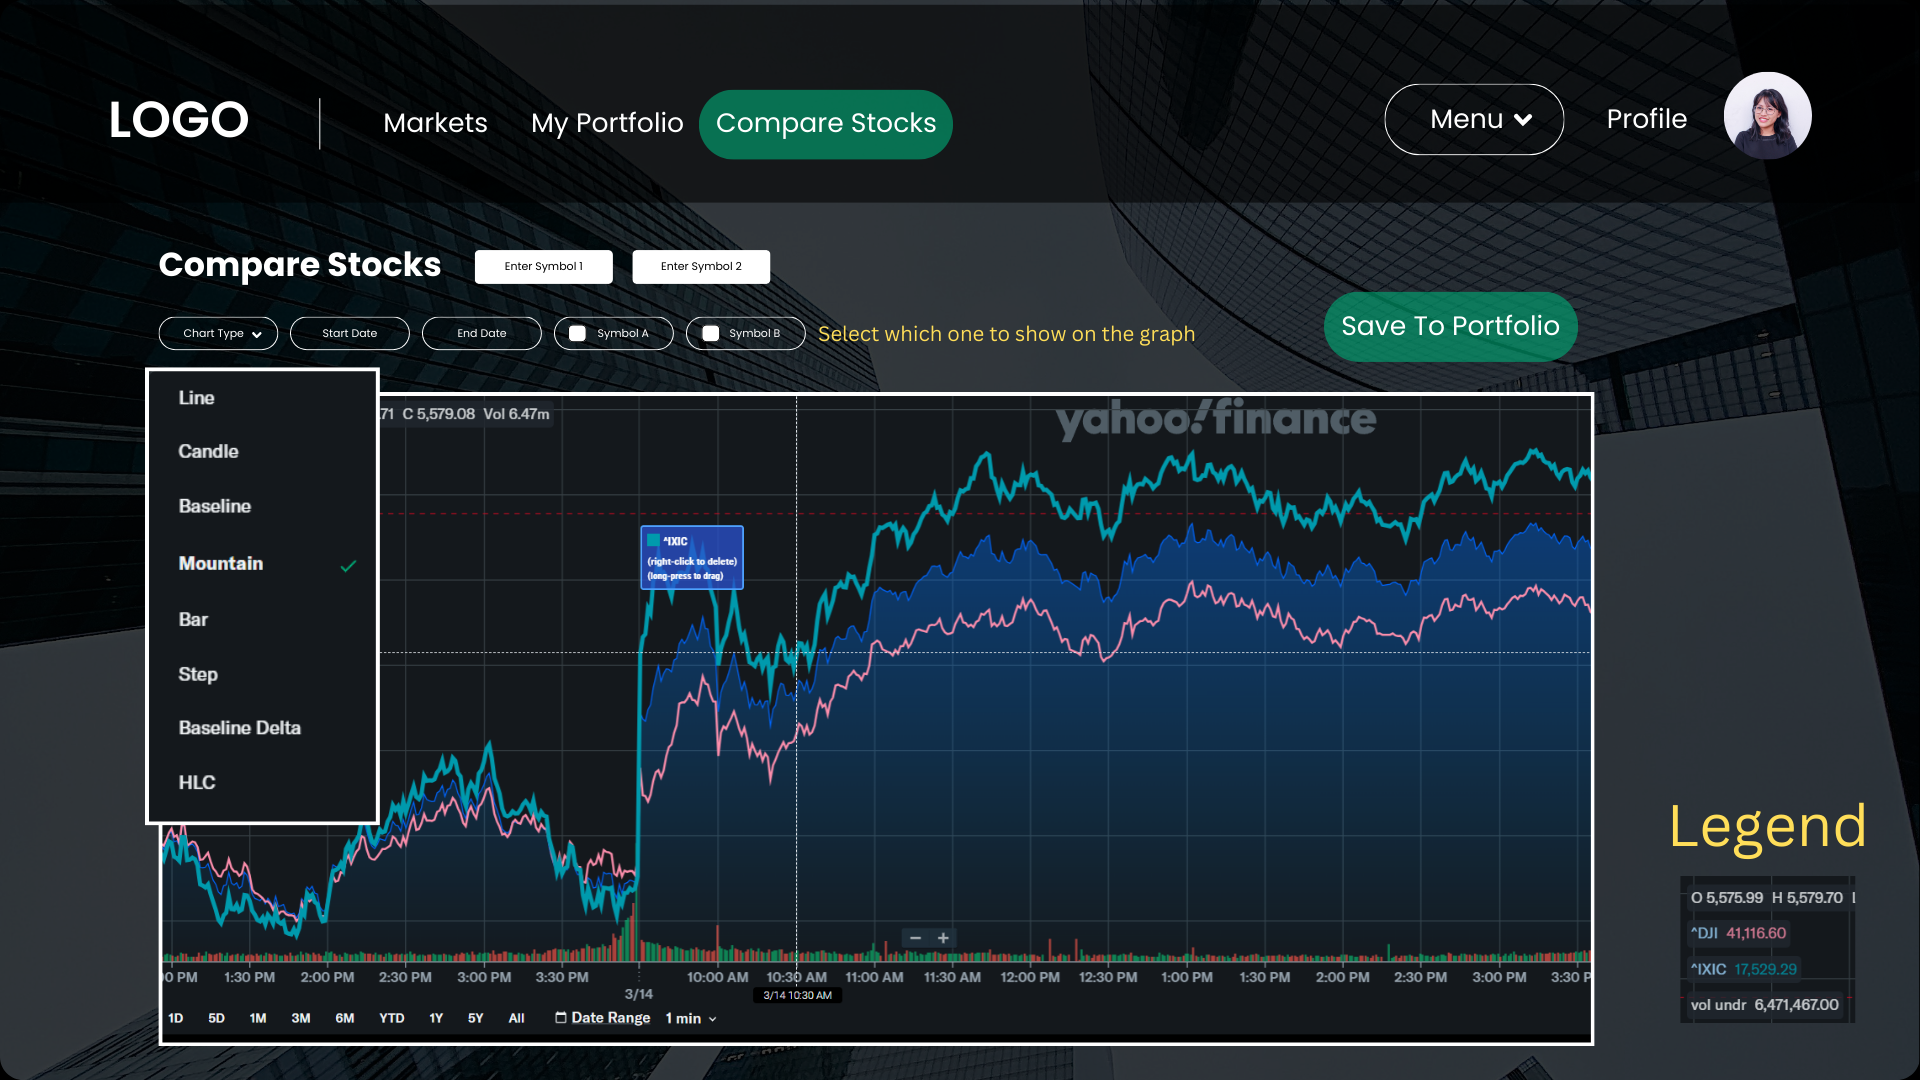 LOGO
Markets
My Portfolio
Compare Stocks
Menu
Profile
Compare Stocks
Enter Symbol 1
Enter Symbol 2
Chart Type
Start Date
End Date
Symbol A
Symbol B
Select which one to show on the graph
Save To Portfolio
Line
Candle
Baseline
Mountain
Bar
Step
Baseline Delta
HLC
.71 C 5,579.08 Vol 6.47m
yahoo!finance
^IXIC
(right-click to delete)
(long-press to drag)
− +
0 PM 1:30 PM 2:00 PM 2:30 PM 3:00 PM 3:30 PM 10:00 AM 10:30 AM 11:00 AM 11:30 AM 12:00 PM 12:30 PM 1:00 PM 1:30 PM 2:00 PM 2:30 PM 3:00 PM 3:30 P
3/14
3/14 10:30 AM
1D 5D 1M 3M 6M YTD 1Y 5Y All Date Range 1 min
Legend
O 5,575.99 H 5,579.70
^DJI 41,116.60
^IXIC 17,529.29
vol undr 6,471,467.00